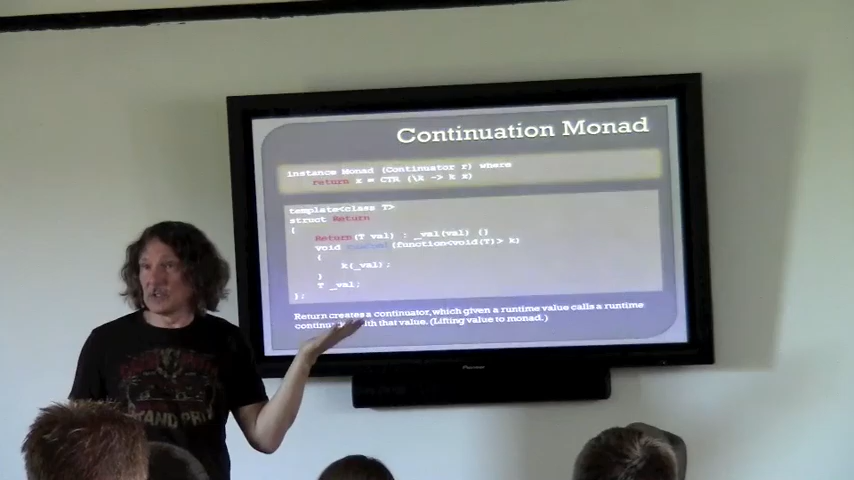 Continuation Monad
instance Monad (Continuator r) where
return x = CTR (\k -> k x)
template<class T>
struct Return
{
Return(T val) : _val(val) {}
void (function<void(T)> k)
{
k(_val);
}
T _val;
};
Return creates a continuator, which given a runtime value calls a runtime
with that value. (Lifting value to monad.)
Pioneer